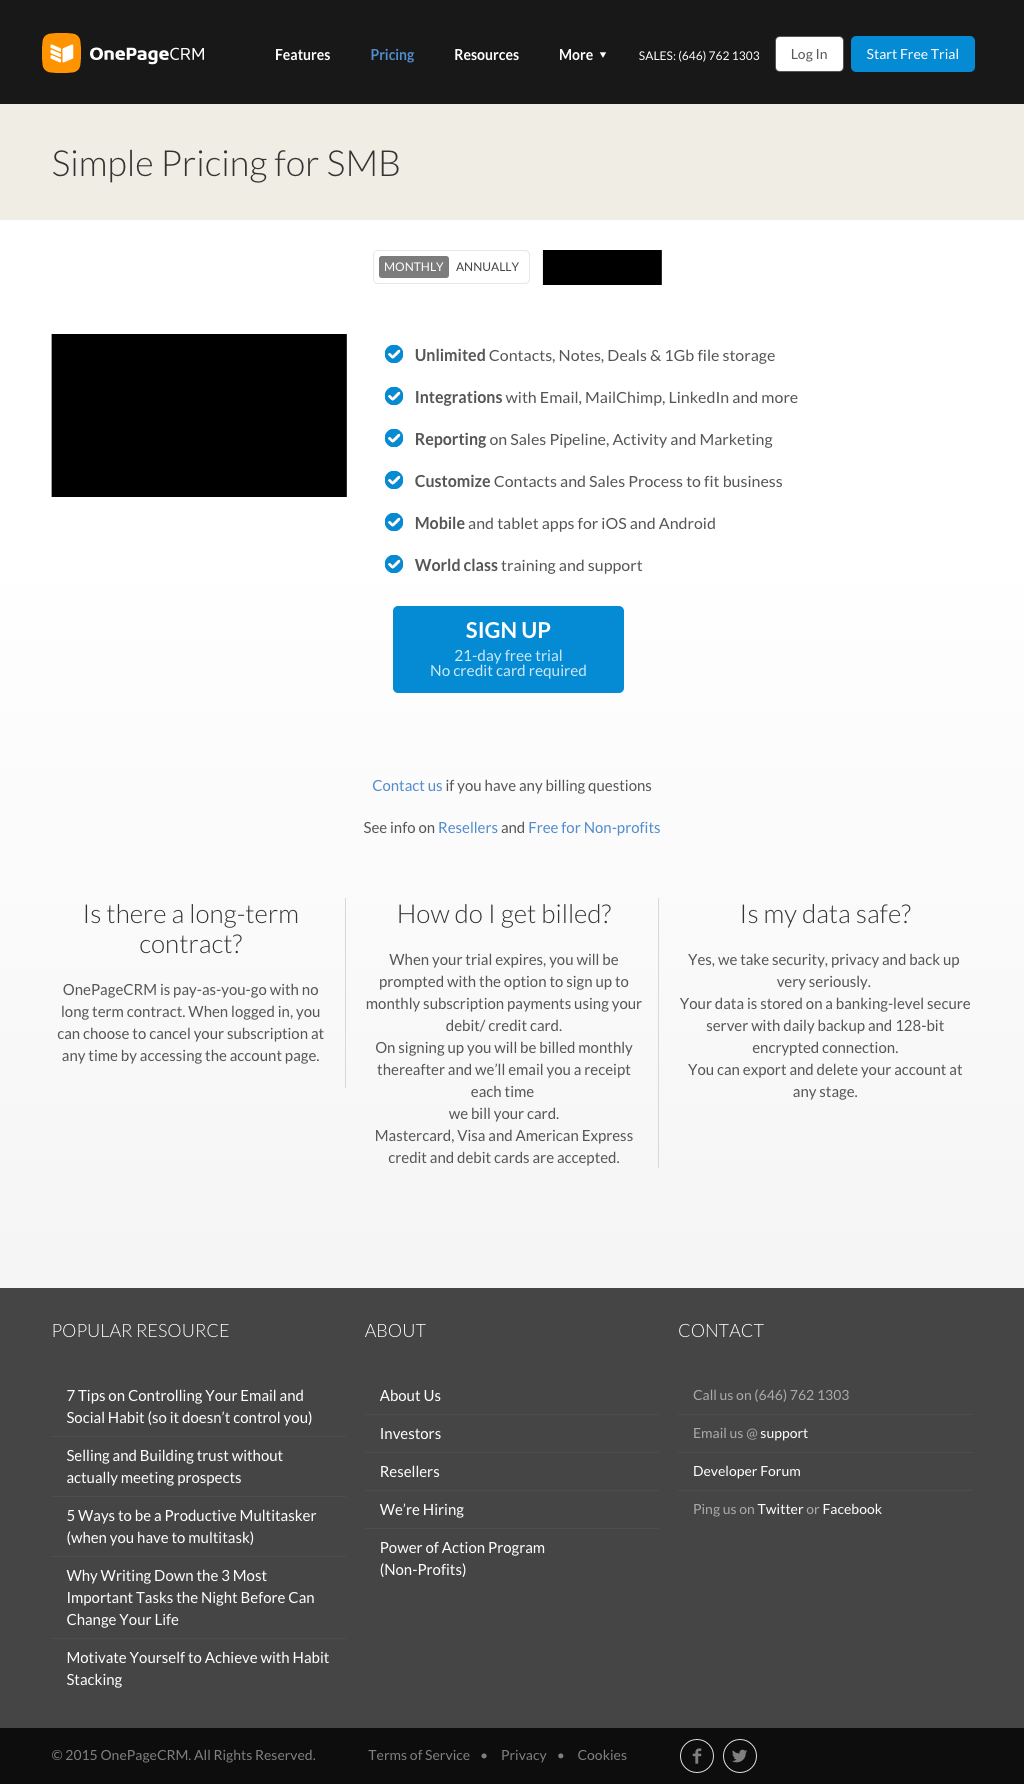 OnePageCRM
Features
Pricing
Resources
More
SALES: (646) 762 1303
Log In
Start Free Trial
Simple Pricing for SMB
MONTHLY
ANNUALLY
Unlimited Contacts, Notes, Deals & 1Gb file storage
Integrations with Email, MailChimp, LinkedIn and more
Reporting on Sales Pipeline, Activity and Marketing
Customize Contacts and Sales Process to fit business
Mobile and tablet apps for iOS and Android
World class training and support
SIGN UP
21-day free trial
No credit card required
Contact us if you have any billing questions
See info on Resellers and Free for Non-profits
Is there a long-term
contract?
OnePageCRM is pay-as-you-go with no
long term contract. When logged in, you
can choose to cancel your subscription at
any time by accessing the account page.
How do I get billed?
When your trial expires, you will be
prompted with the option to sign up to
monthly subscription payments using your
debit/ credit card.
On signing up you will be billed monthly
thereafter and we’ll email you a receipt
each time
we bill your card.
Mastercard, Visa and American Express
credit and debit cards are accepted.
Is my data safe?
Yes, we take security, privacy and back up
very seriously.
Your data is stored on a banking-level secure
server with daily backup and 128-bit
encrypted connection.
You can export and delete your account at
any stage.
POPULAR RESOURCE
7 Tips on Controlling Your Email and
Social Habit (so it doesn’t control you)
Selling and Building trust without
actually meeting prospects
5 Ways to be a Productive Multitasker
(when you have to multitask)
Why Writing Down the 3 Most
Important Tasks the Night Before Can
Change Your Life
Motivate Yourself to Achieve with Habit
Stacking
ABOUT
About Us
Investors
Resellers
We’re Hiring
Power of Action Program
(Non-Profits)
CONTACT
Call us on (646) 762 1303
Email us @ support
Developer Forum
Ping us on Twitter or Facebook
© 2015 OnePageCRM. All Rights Reserved.
Terms of Service • Privacy • Cookies